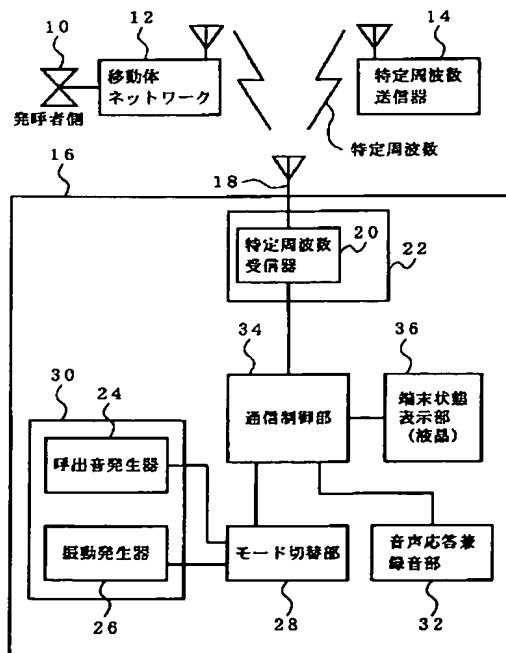 10
12
14
移動体
ネットワーク
特定周波数
送信器
発呼者側
特定周波数
16
18
特定周波数
受信器
20
22
34
36
通信制御部
端末状態
表示部
(液晶)
30
24
呼出音発生器
振動発生器
モード切替部
音声応答兼
録音部
26
28
32